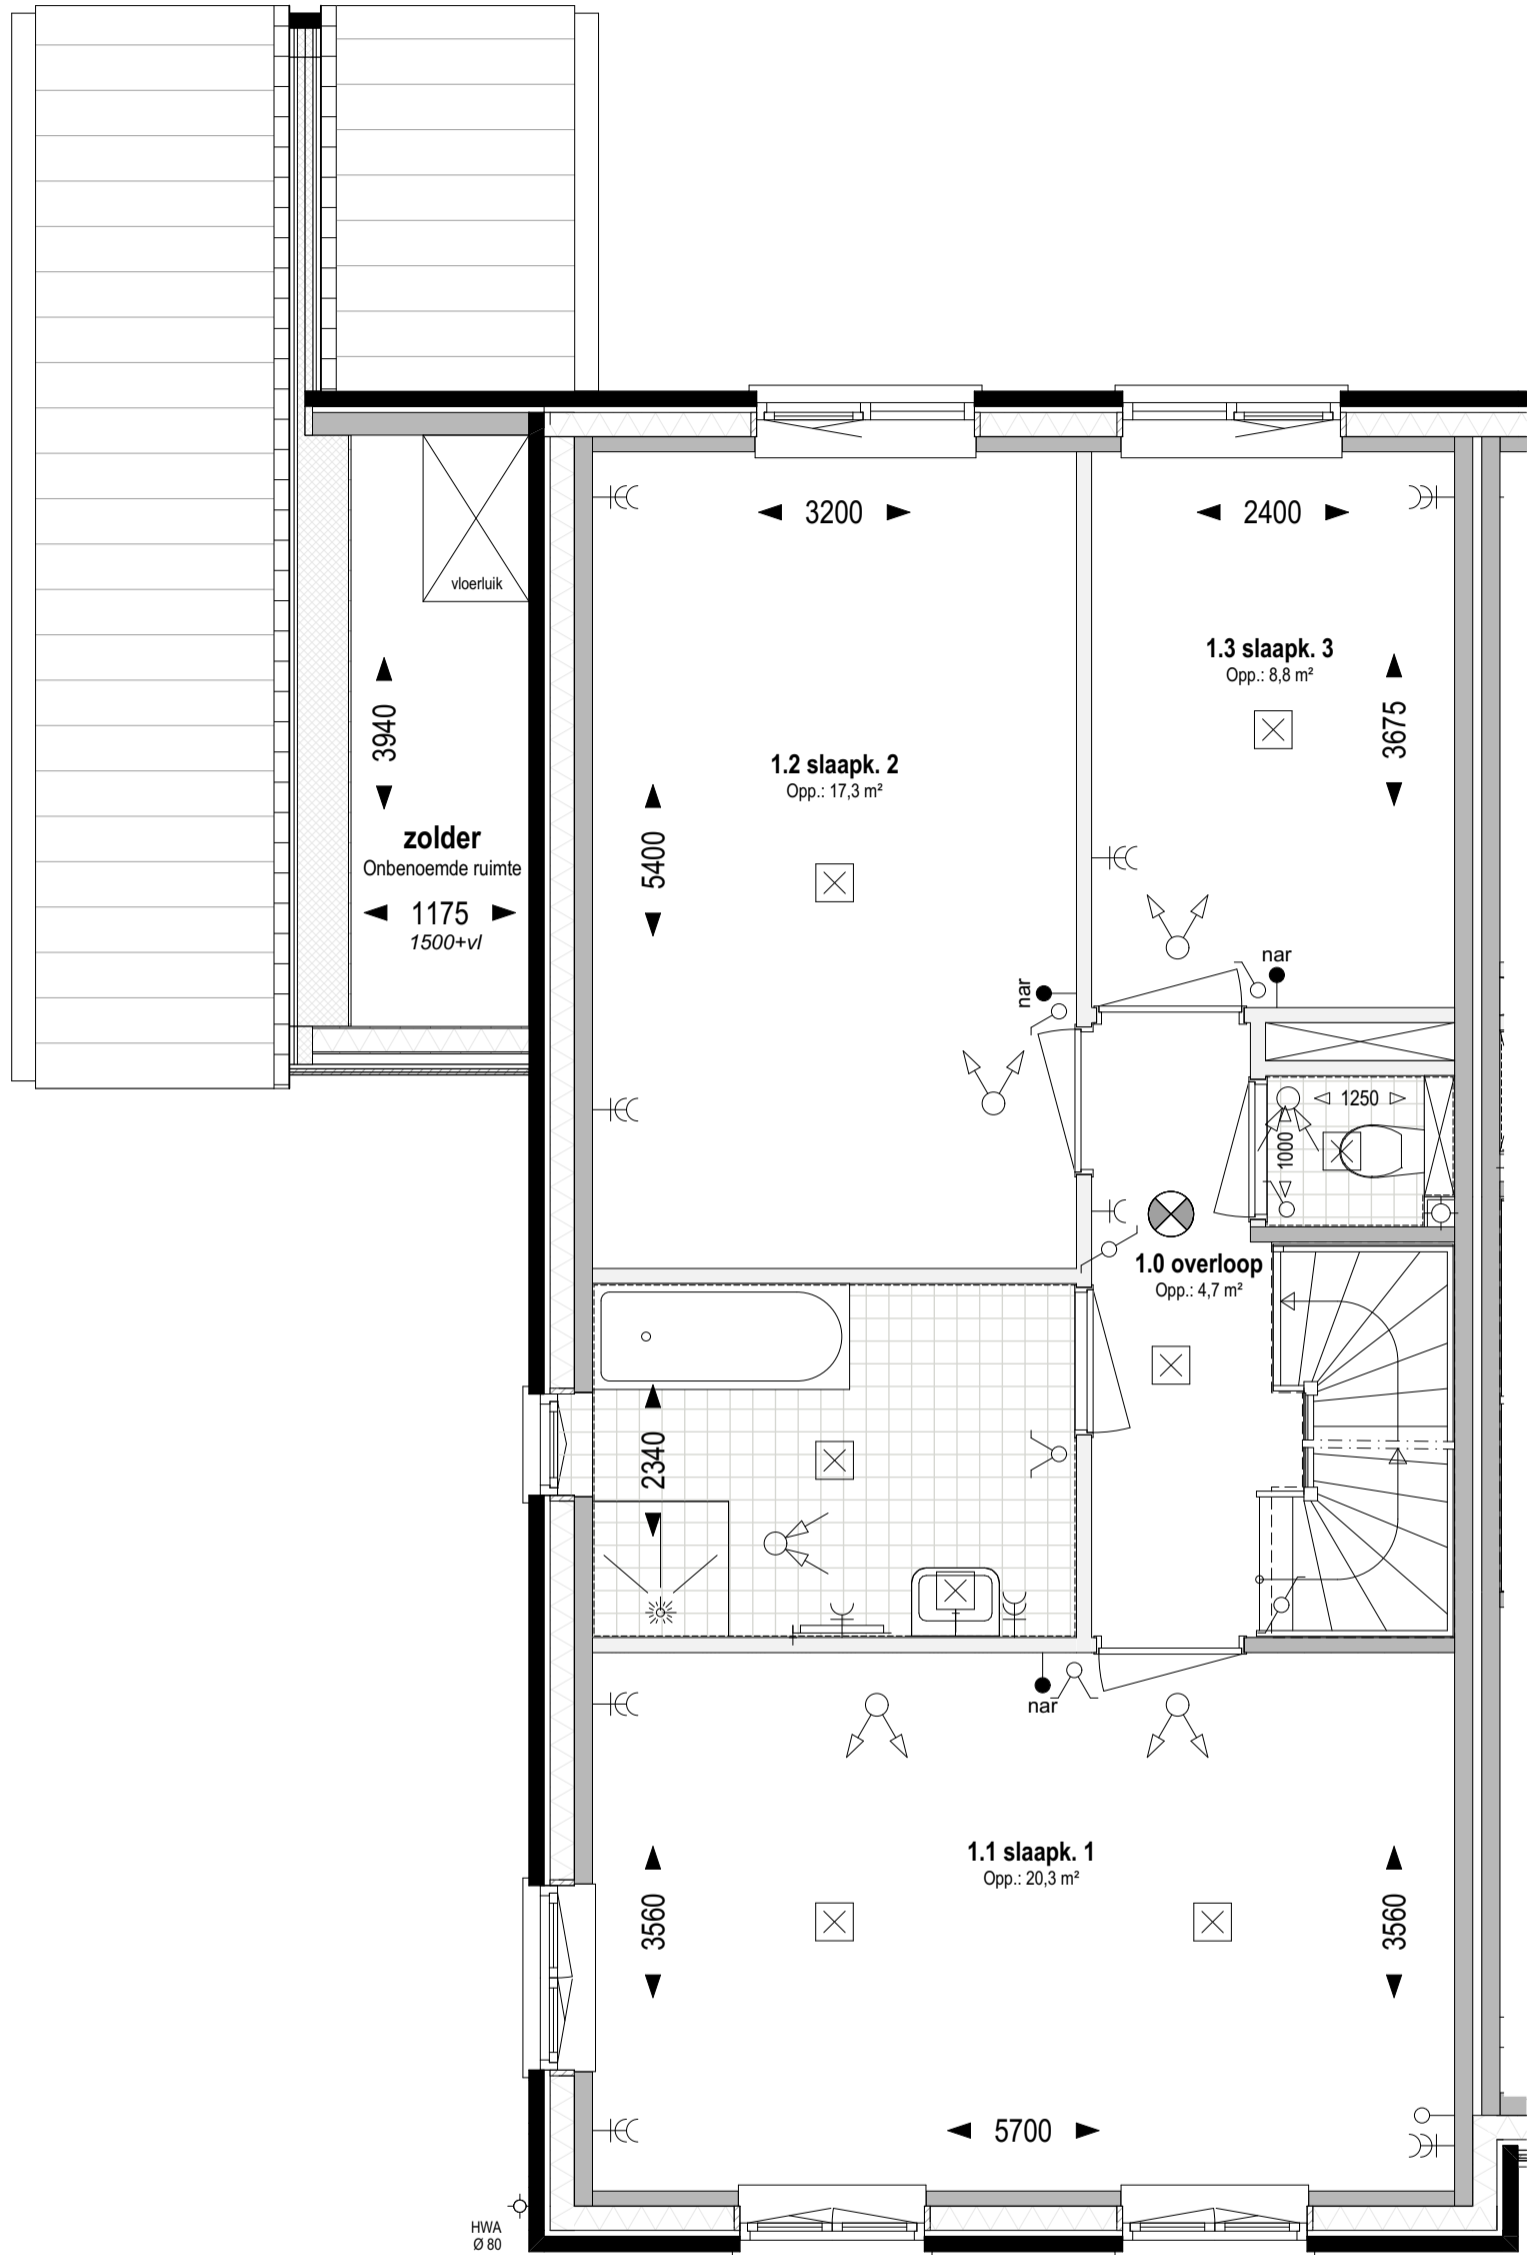 3200
2400
vloerluik
1.3 slaapk. 3
Opp.: 8,8 m²
3675
3940
1.2 slaapk. 2
Opp.: 17,3 m²
5400
zolder
Onbenoemde ruimte
1175
1500+vl
nar
nar
1250
1000
1.0 overloop
Opp.: 4,7 m²
2340
nar
1.1 slaapk. 1
Opp.: 20,3 m²
3560
3560
5700
HWA
Ø 80